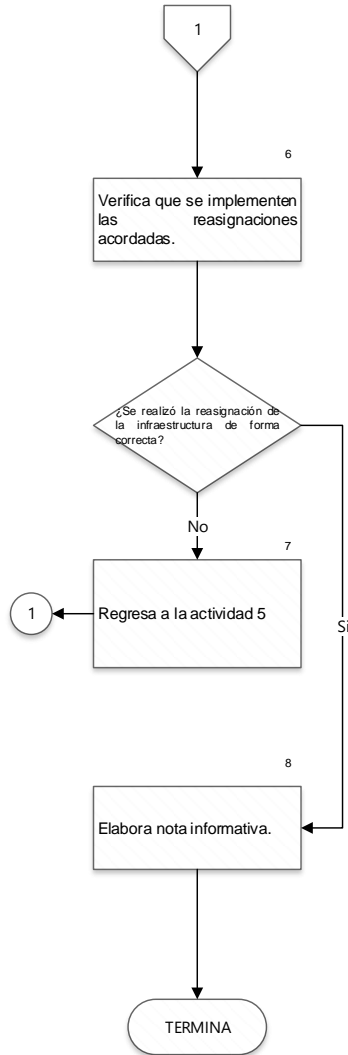 1
6
Verifica que se implementen
las reasignaciones
acordadas.
¿Se realizó la reasignación de
la infraestructura de forma
correcta?
No
7
1
Regresa a la actividad 5
Si
8
Elabora nota informativa.
TERMINA